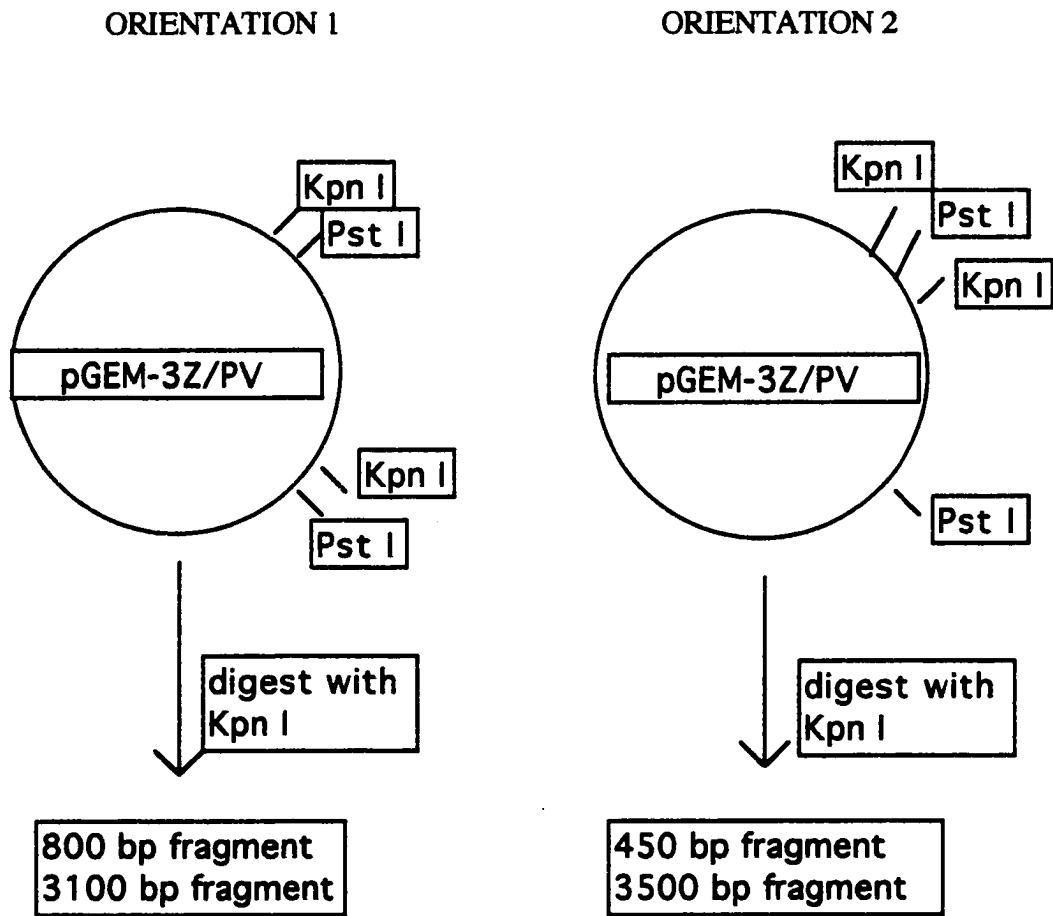 ORIENTATION 1
Kpn I
Pst I
pGEM-3Z/PV
Kpn I
Pst I
digest with
Kpn I
800 bp fragment
3100 bp fragment
ORIENTATION 2
Kpn I
Pst I
Kpn I
pGEM-3Z/PV
Pst I
digest with
Kpn I
450 bp fragment
3500 bp fragment